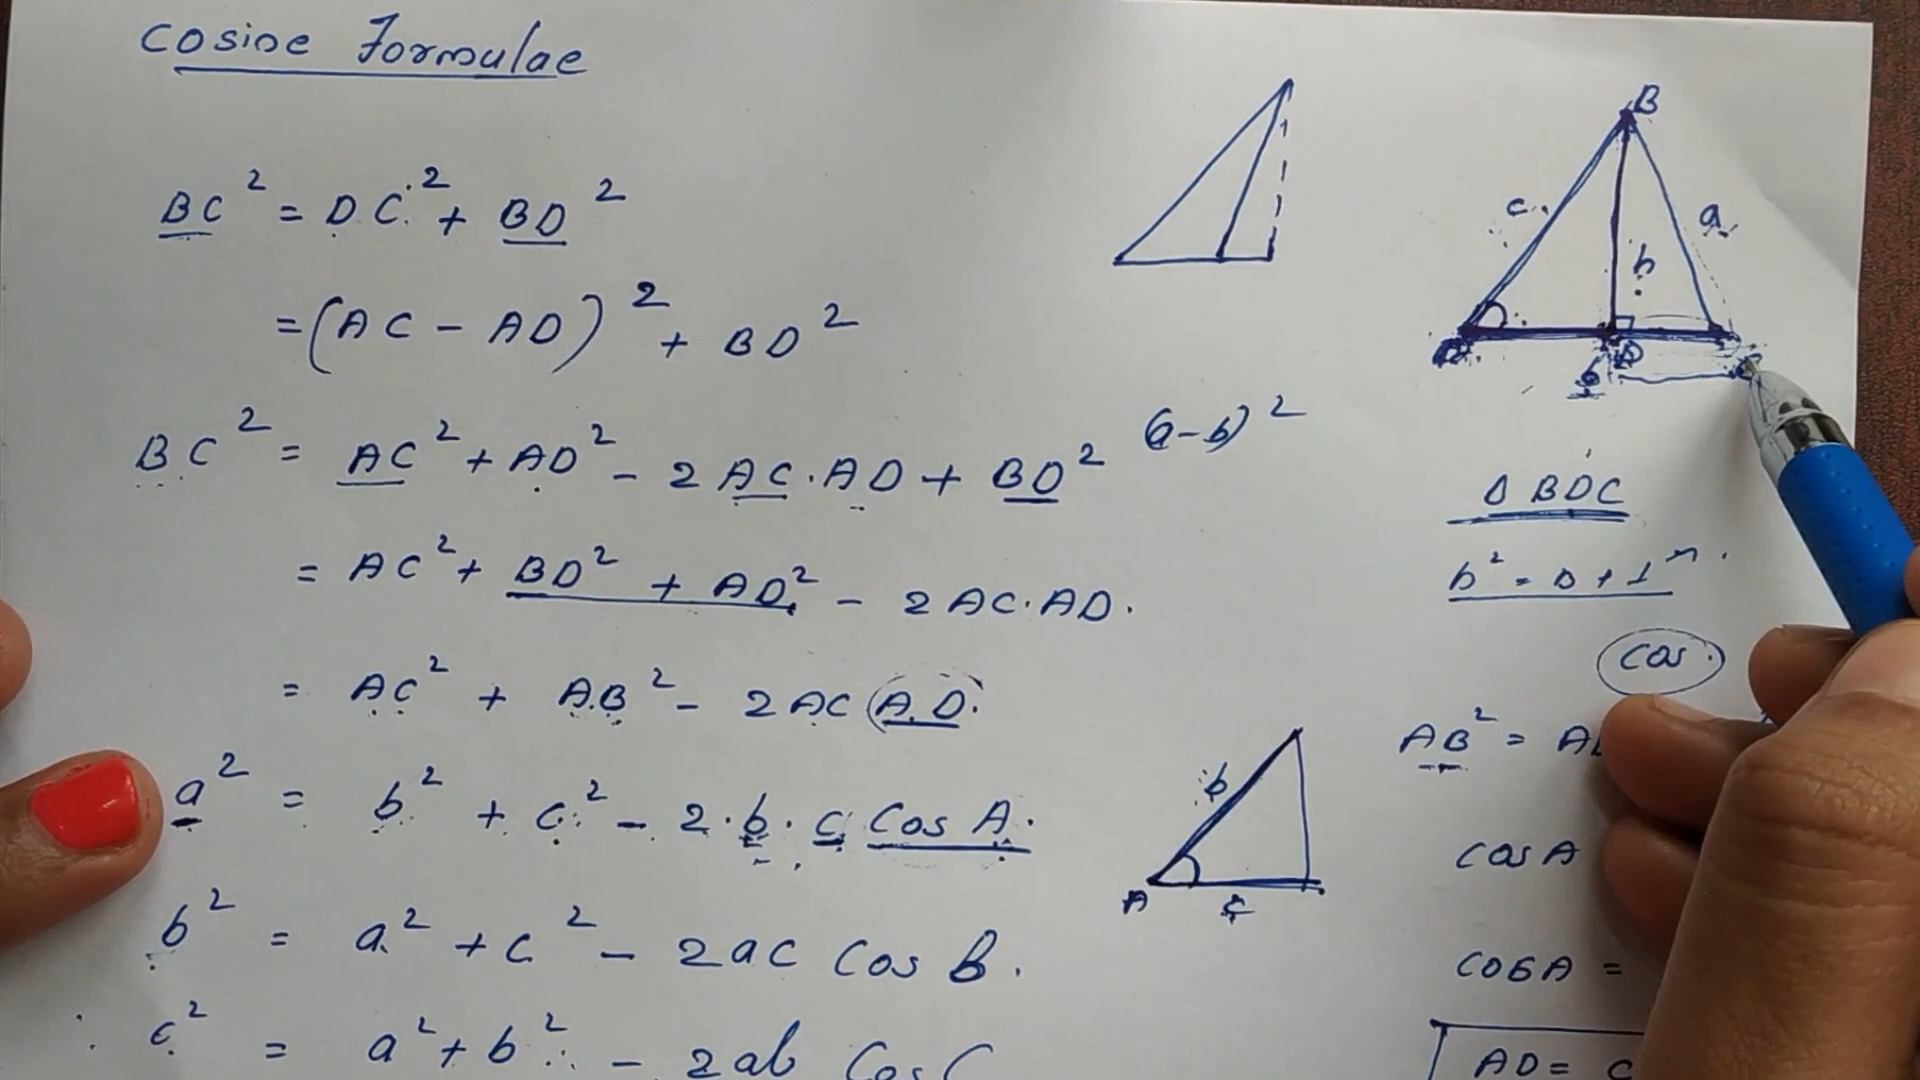 Cosine Formulae
BC² = DC² + BD²
= (AC - AD)² + BD²
BC² = AC² + AD² - 2 AC . AD + BD²
(a-b)²
= AC² + BD² + AD² - 2 AC . AD .
= AC² + AB² - 2 AC (A.D.
a² = b² + c² - 2 . b . c Cos A .
b² = a² + c² - 2ac Cos B .
∴ c² = a² + b² - 2ab Cos C
B
c
a
h
D
b
Δ BDC
Cos .
AB² =
b
A
c
Cos A
Cos A =
AD = c